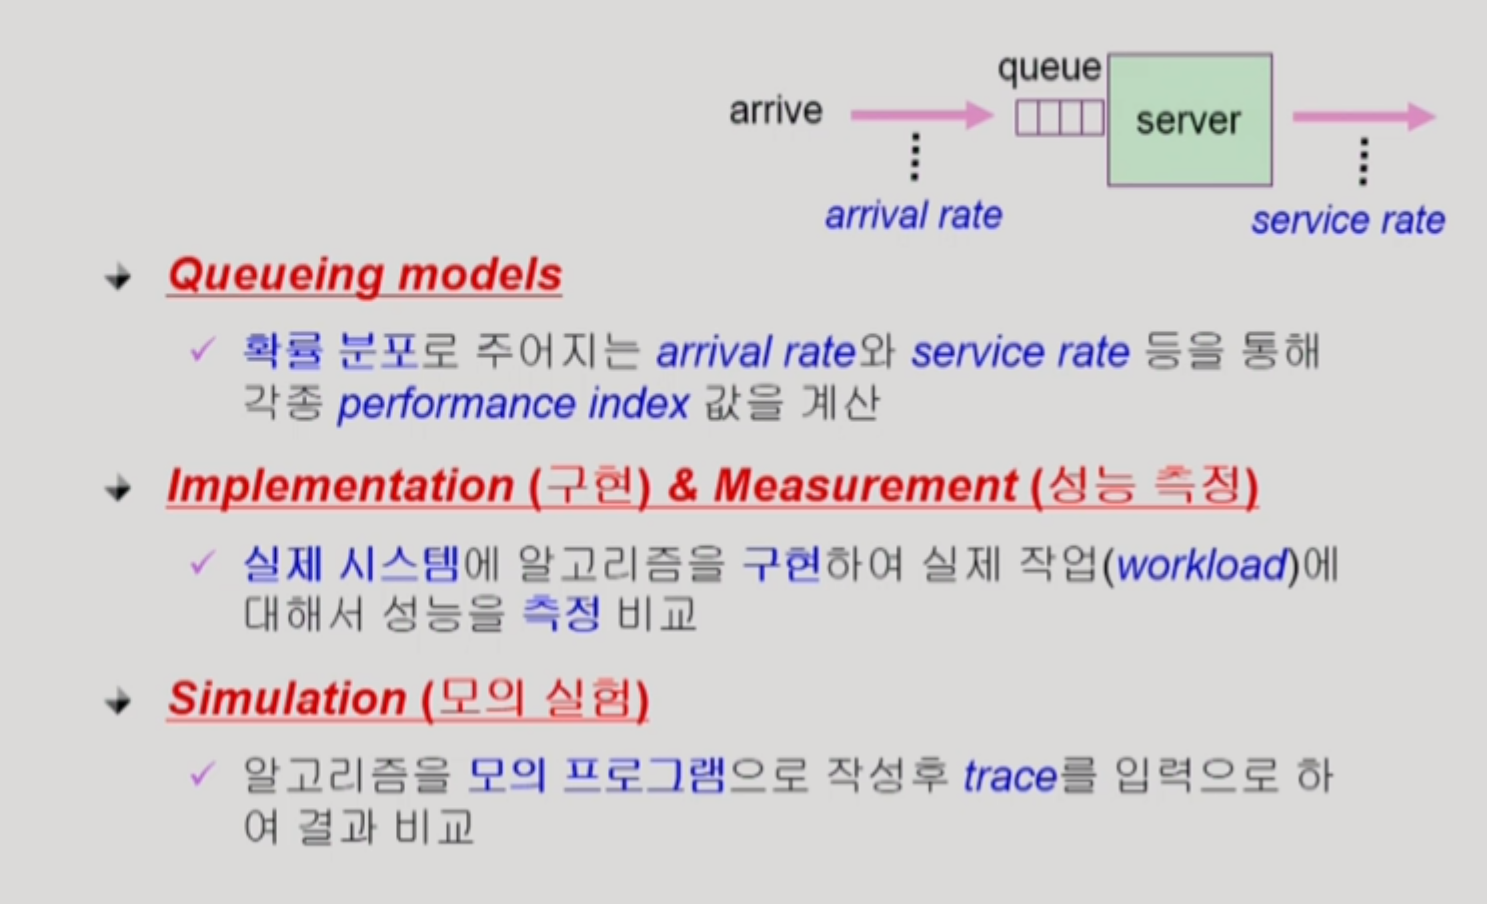 queue
arrive
server
arrival rate
service rate
Queueing models
확률 분포로 주어지는 arrival rate와 service rate 등을 통해
각종 performance index 값을 계산
Implementation (구현) & Measurement (성능 측정)
실제 시스템에 알고리즘을 구현하여 실제 작업(workload)에
대해서 성능을 측정 비교
Simulation (모의 실험)
알고리즘을 모의 프로그램으로 작성후 trace를 입력으로 하
여 결과 비교